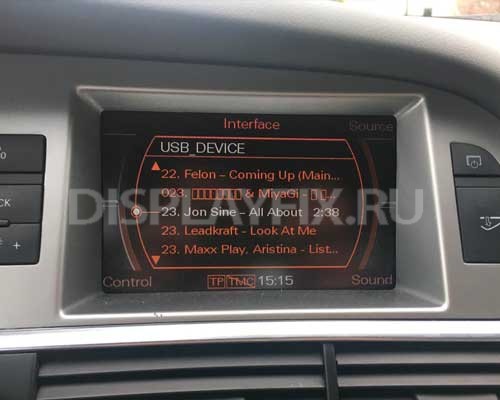 Interface
Source
USB_DEVICE
22. Felon – Coming Up (Main...
023. ▯▯▯▯▯▯▯ & MiyaGi - ▯▯..
23. Jon Sine – All About 2:38
23. Leadkraft - Look At Me
23. Maxx Play, Aristina - List...
Control
TP TMC 15:15
Sound
DISPLAYFIX.RU